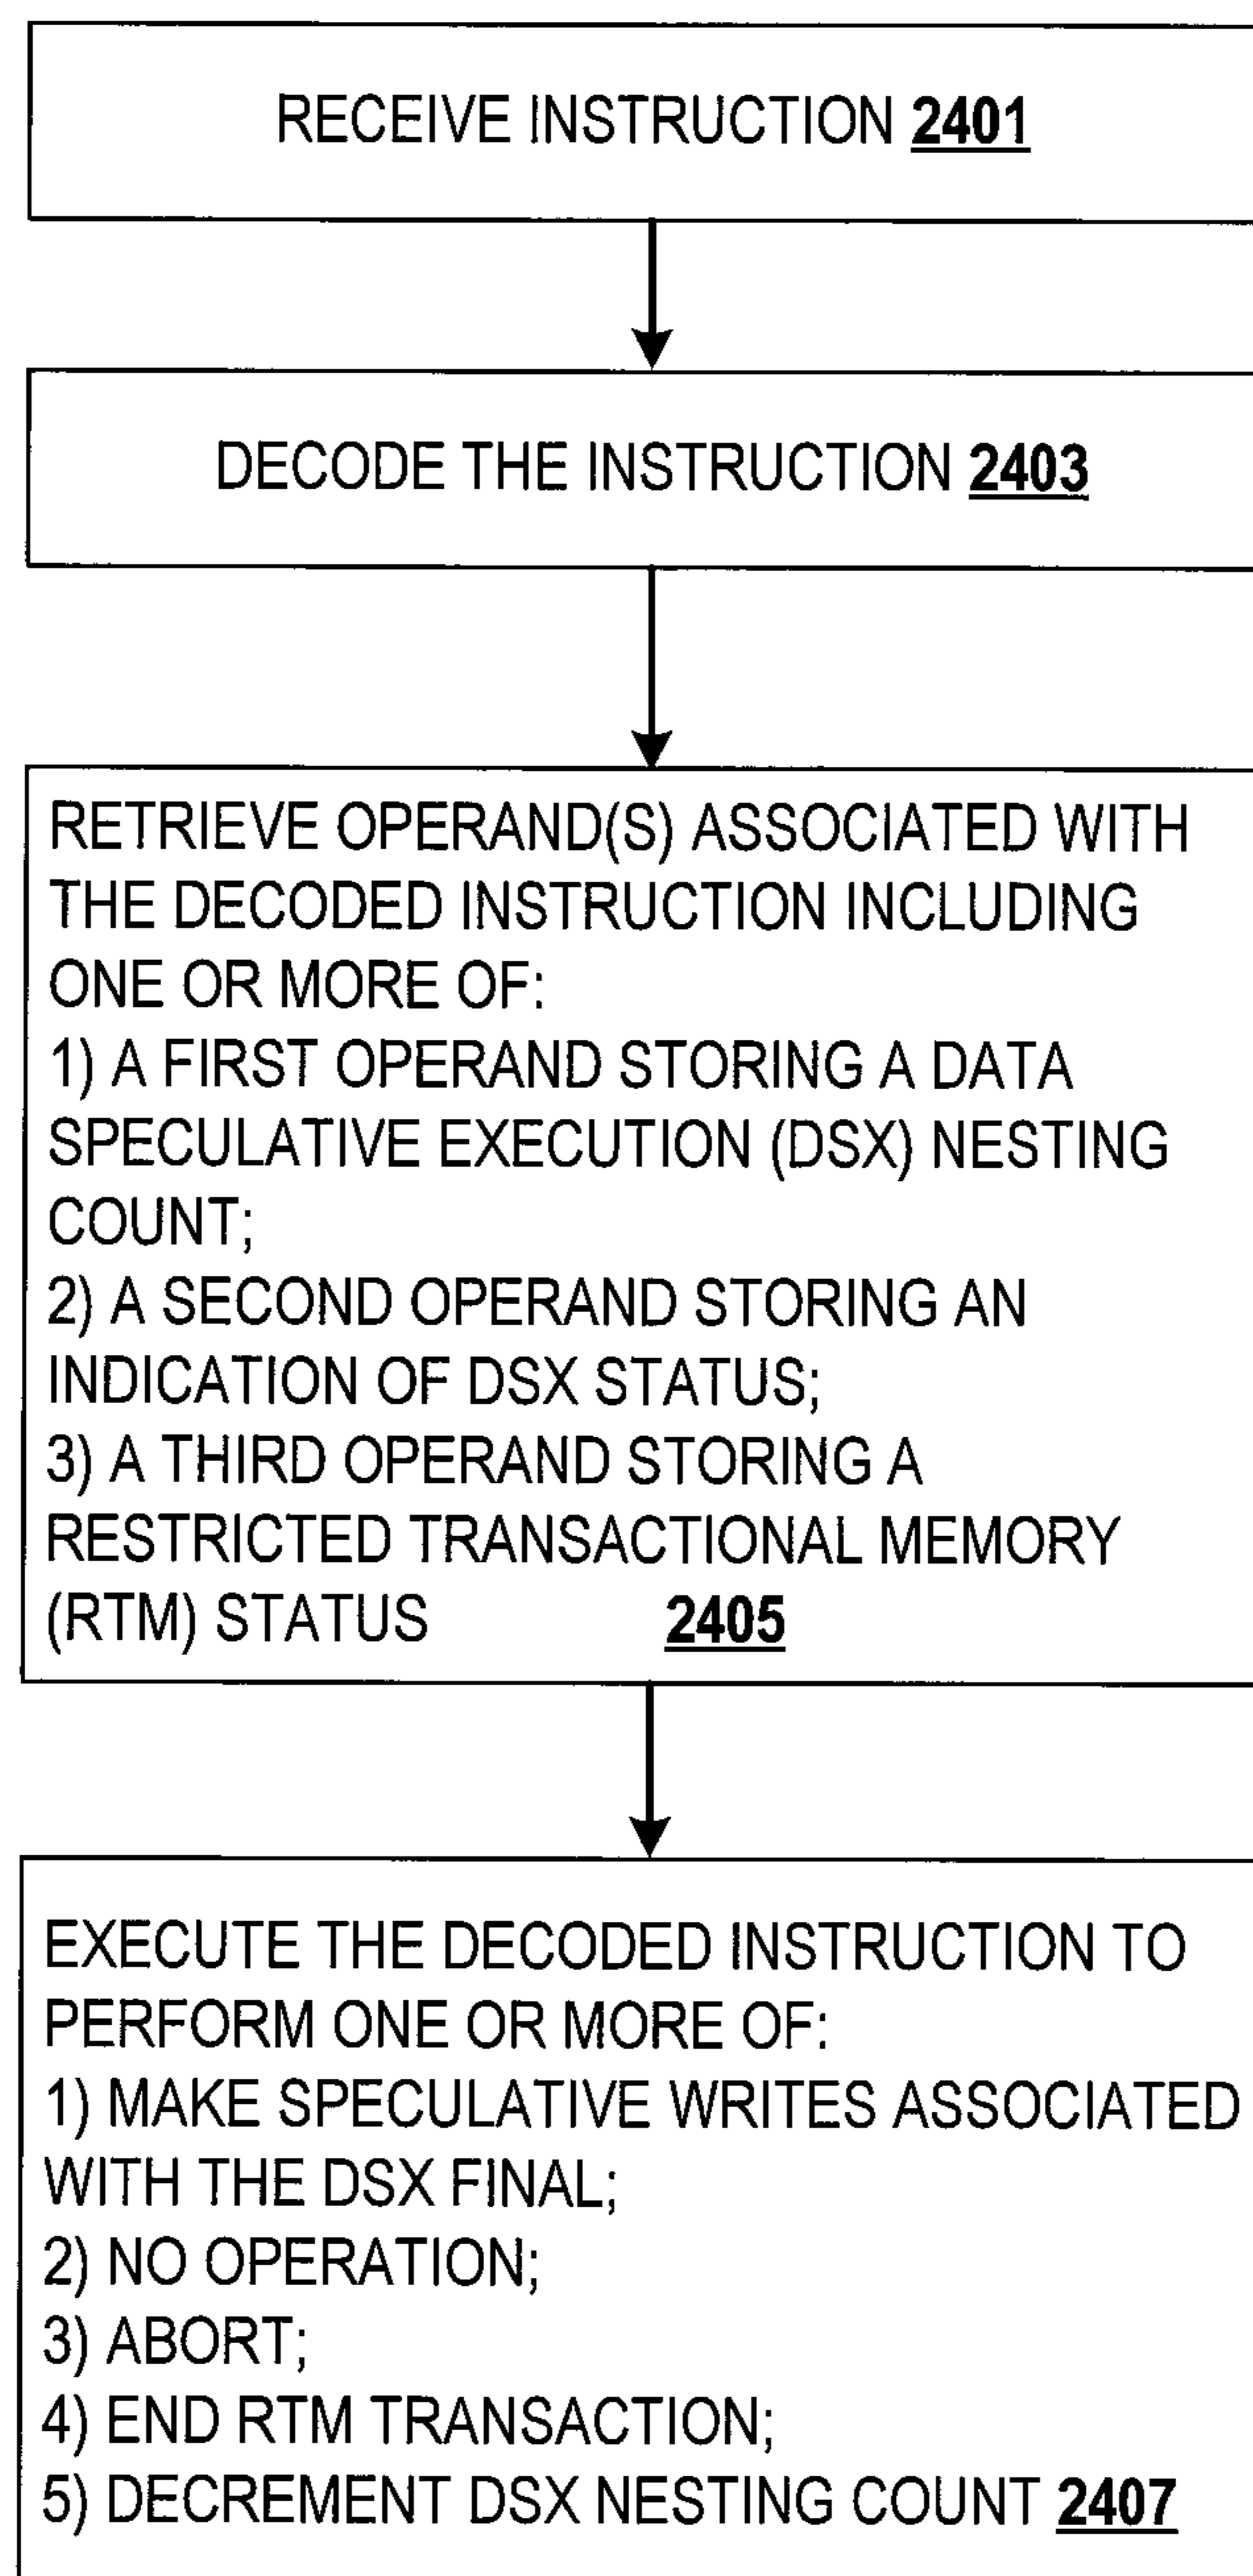 RECEIVE INSTRUCTION 2401
DECODE THE INSTRUCTION 2403
RETRIEVE OPERAND(S) ASSOCIATED WITH
THE DECODED INSTRUCTION INCLUDING
ONE OR MORE OF:
1) A FIRST OPERAND STORING A DATA
SPECULATIVE EXECUTION (DSX) NESTING
COUNT;
2) A SECOND OPERAND STORING AN
INDICATION OF DSX STATUS;
3) A THIRD OPERAND STORING A
RESTRICTED TRANSACTIONAL MEMORY
(RTM) STATUS 2405
EXECUTE THE DECODED INSTRUCTION TO
PERFORM ONE OR MORE OF:
1) MAKE SPECULATIVE WRITES ASSOCIATED
WITH THE DSX FINAL;
2) NO OPERATION;
3) ABORT;
4) END RTM TRANSACTION;
5) DECREMENT DSX NESTING COUNT 2407